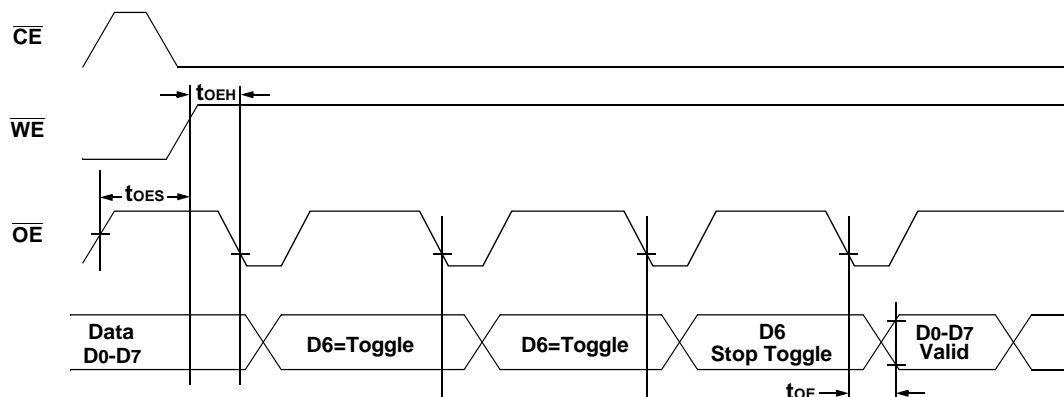 CE
tOEH
WE
tOES
OE
Data
D0-D7
D6=Toggle
D6=Toggle
D6
Stop Toggle
D0-D7
Valid
tOE